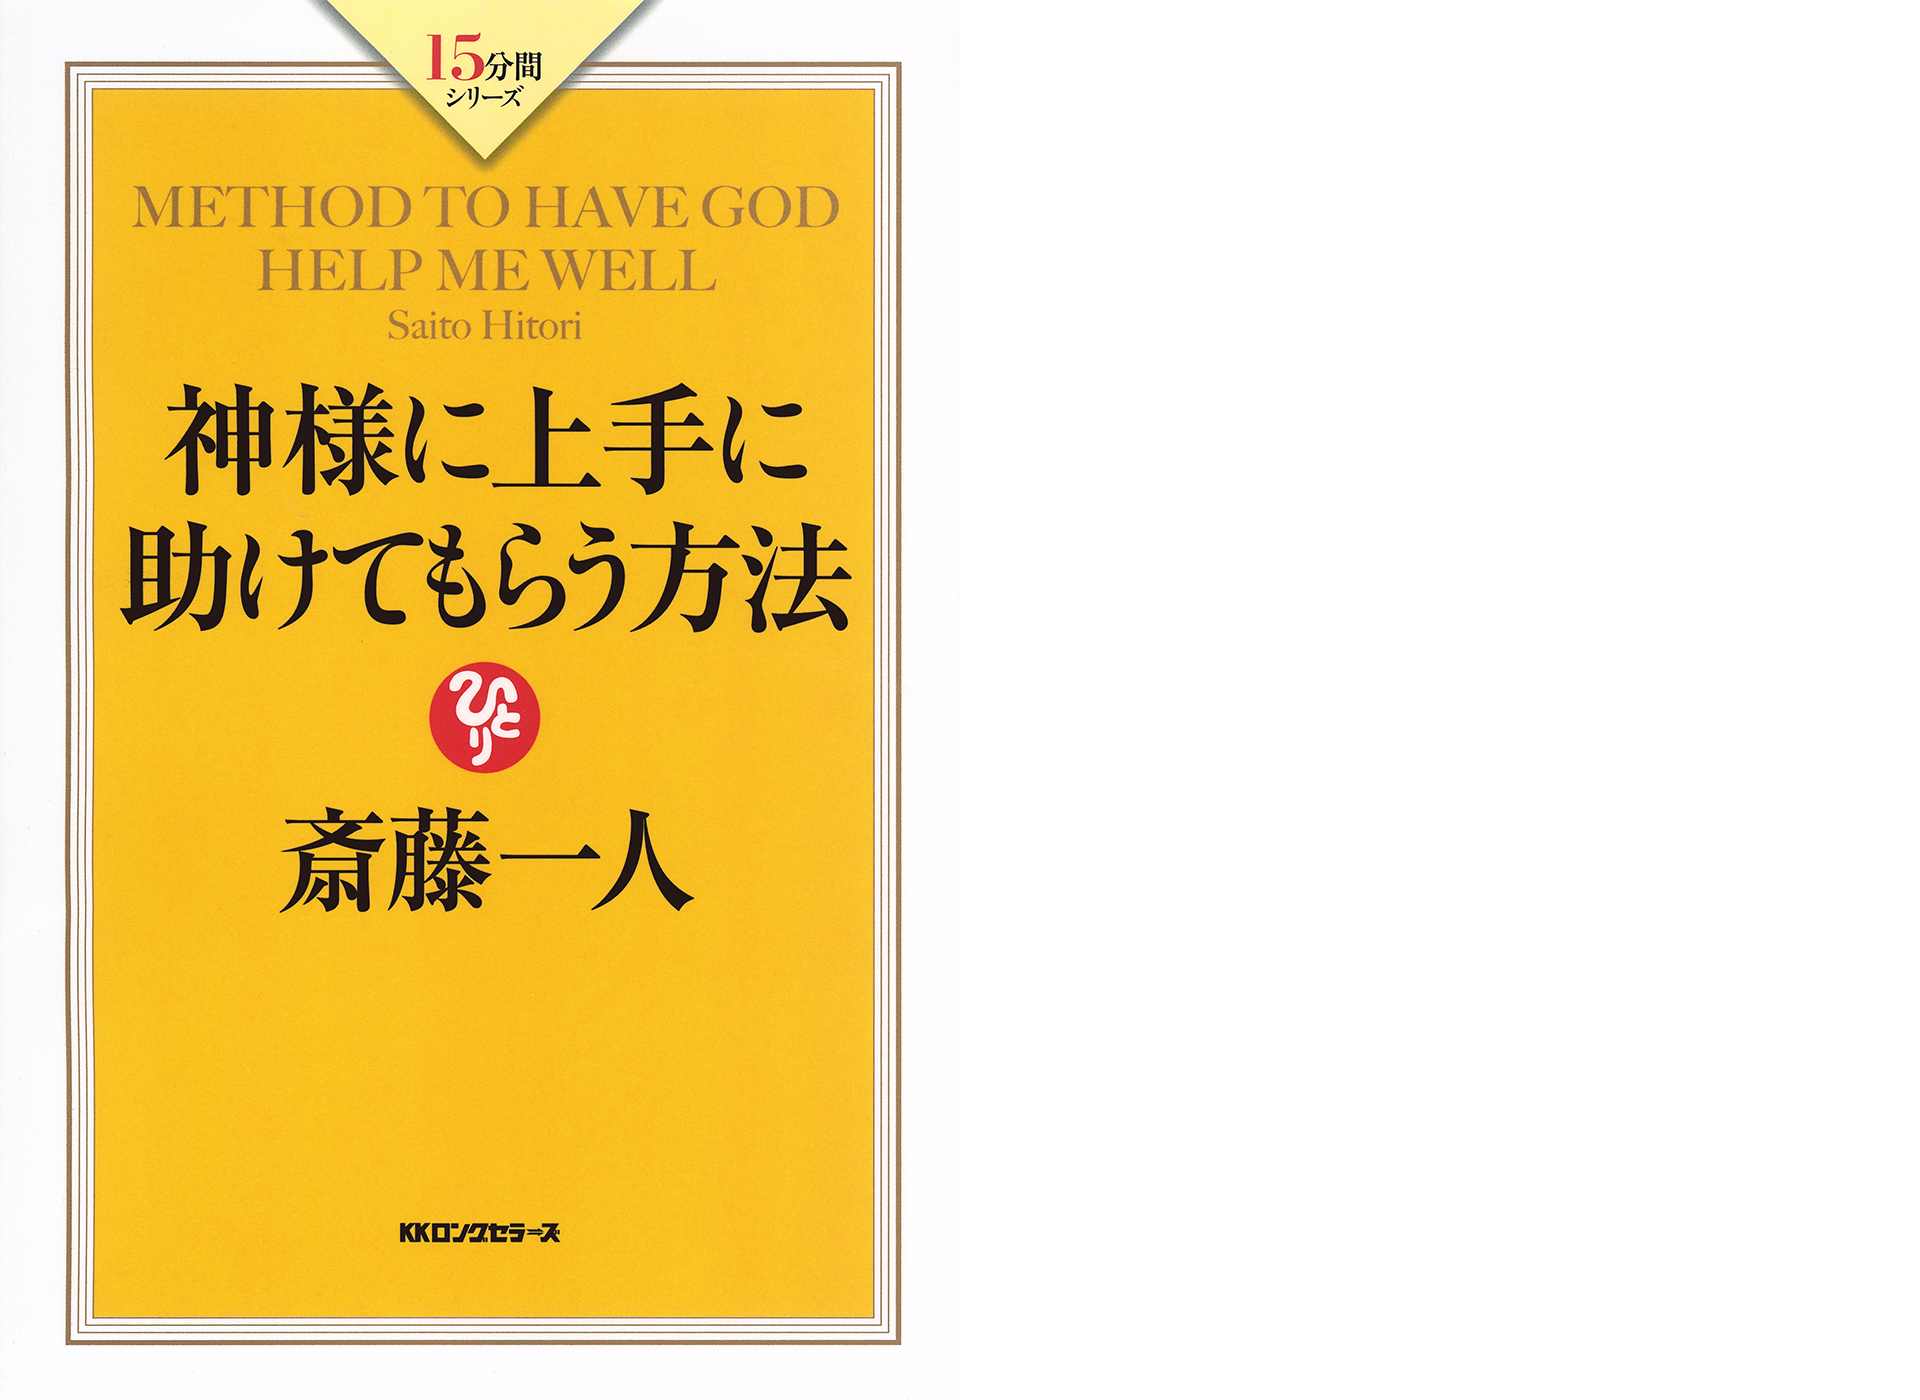 15分間
シリーズ
METHOD TO HAVE GOD
HELP ME WELL
Saito Hitori
神様に上手に
助けてもらう方法
ひとり
斎藤一人
KKロングセラーズ